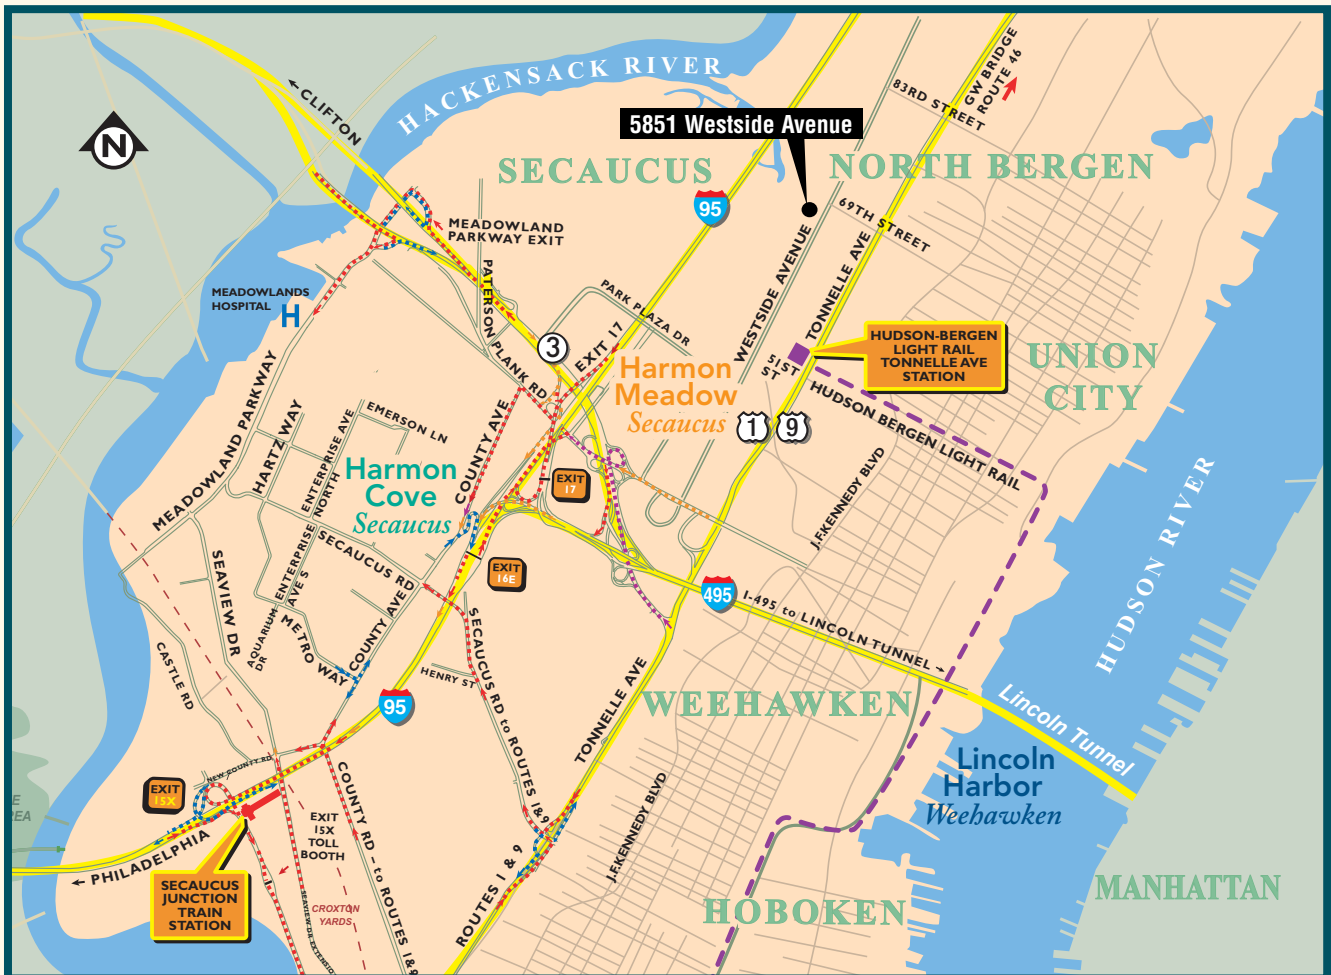 HACKENSACK RIVER
CLIFTON
N
5851 Westside Avenue
83RD STREET
GW BRIDGE
ROUTE 46
SECAUCUS
NORTH BERGEN
95
69TH STREET
MEADOWLAND
PARKWAY EXIT
MEADOWLANDS
HOSPITAL
H
PATERSON PLANK RD
PARK PLAZA DR
WESTSIDE AVENUE
TONNELLE AVE
3
EXIT 17
HUDSON-BERGEN
LIGHT RAIL
TONNELLE AVE
STATION
51ST
ST
UNION
CITY
Harmon
Meadow
Secaucus
1
9
HUDSON BERGEN LIGHT RAIL
MEADOWLAND PARKWAY
HARTZ WAY
ENTERPRISE AVE
NORTH
EMERSON LN
COUNTY AVE
Harmon
Cove
Secaucus
EXIT
17
J.F.KENNEDY BLVD
HUDSON RIVER
SECAUCUS RD
SEAVIEW DR
ENTERPRISE
AVE S
AQUARIUM
DR
METRO WAY
COUNTY AVE
EXIT
16E
495
I-495 to LINCOLN TUNNEL
CASTLE RD
HENRY ST
SECAUCUS RD to ROUTES 1&9
TONNELLE AVE
95
WEEHAWKEN
Lincoln Tunnel
Lincoln
Harbor
Weehawken
NEW COUNTY RD
EXIT
15X
E
REA
PHILADELPHIA
EXIT
15X
TOLL
BOOTH
COUNTY RD - to ROUTES 1&9
J.F.KENNEDY BLVD
ROUTES 1 & 9
SECAUCUS
JUNCTION
TRAIN
STATION
CROXTON
YARDS
SEAVIEW DR EXTENSION
HOBOKEN
MANHATTAN